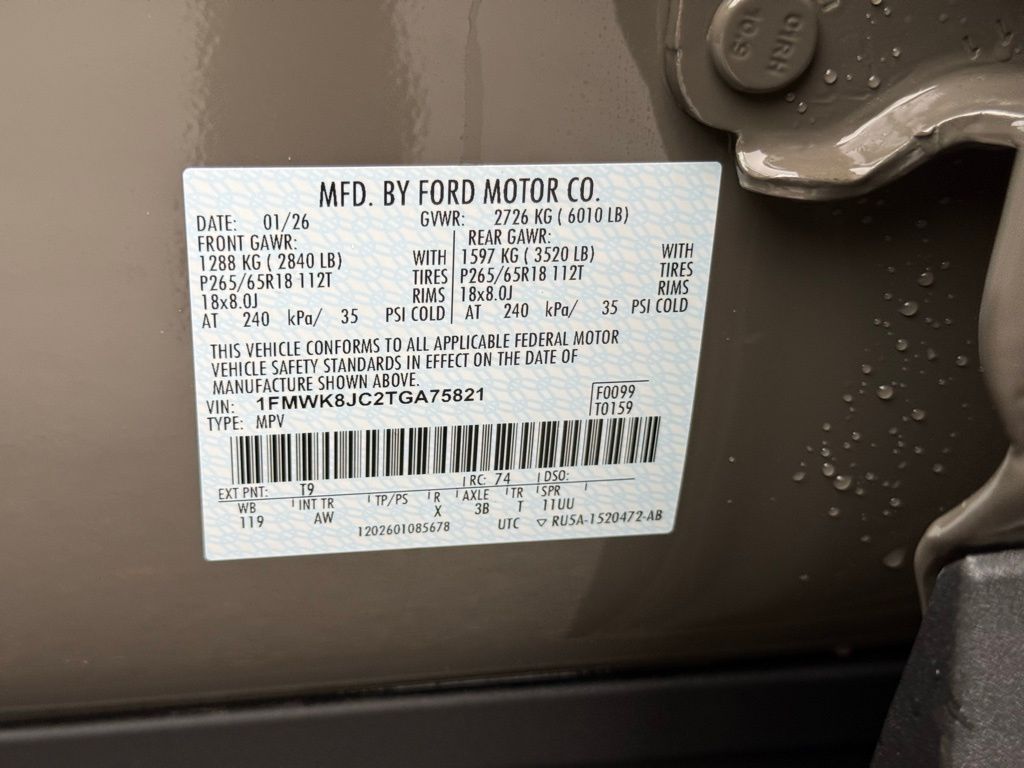 10.9
OTRH
MFD. BY FORD MOTOR CO.
DATE: 01/26 GVWR: 2726 KG ( 6010 LB)
FRONT GAWR: REAR GAWR:
1288 KG ( 2840 LB) WITH 1597 KG ( 3520 LB) WITH
P265/65R18 112T TIRES P265/65R18 112T TIRES
18x8.0J RIMS 18x8.0J RIMS
AT 240 kPa/ 35 PSI COLD AT 240 kPa/ 35 PSI COLD
THIS VEHICLE CONFORMS TO ALL APPLICABLE FEDERAL MOTOR
VEHICLE SAFETY STANDARDS IN EFFECT ON THE DATE OF
MANUFACTURE SHOWN ABOVE.
VIN: 1FMWK8JC2TGA75821 F0099
TYPE: MPV T0159
EXT PNT: T9 RC: 74 DSO:
WB INT TR TP/PS R AXLE TR SPR
119 AW X 3B T 11UU
1202601085678 UTC ▽ RU5A-1520472-AB